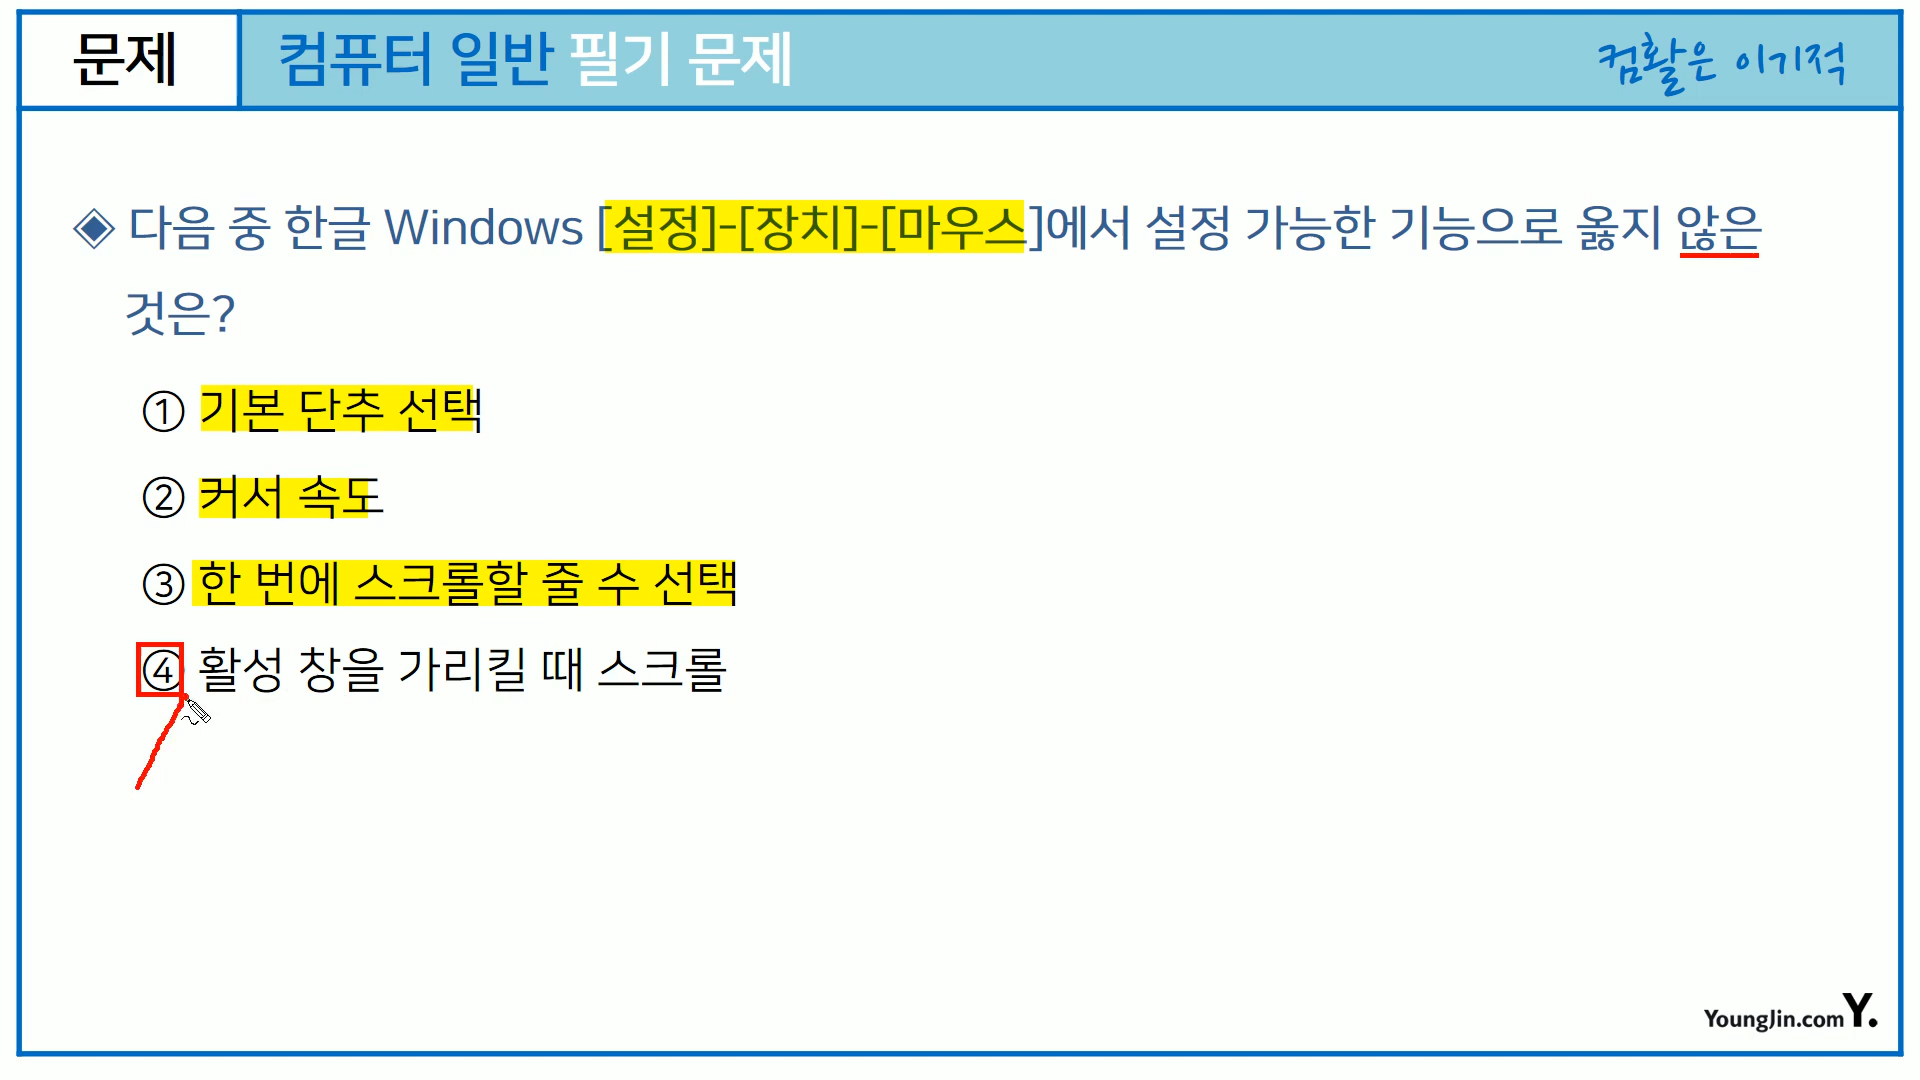 문제
컴퓨터 일반 필기 문제
컴활은 이기적
◈ 다음 중 한글 Windows [설정]-[장치]-[마우스]에서 설정 가능한 기능으로 옳지 않은
것은?
① 기본 단추 선택
② 커서 속도
③ 한 번에 스크롤할 줄 수 선택
④ 활성 창을 가리킬 때 스크롤
YoungJin.com Y.